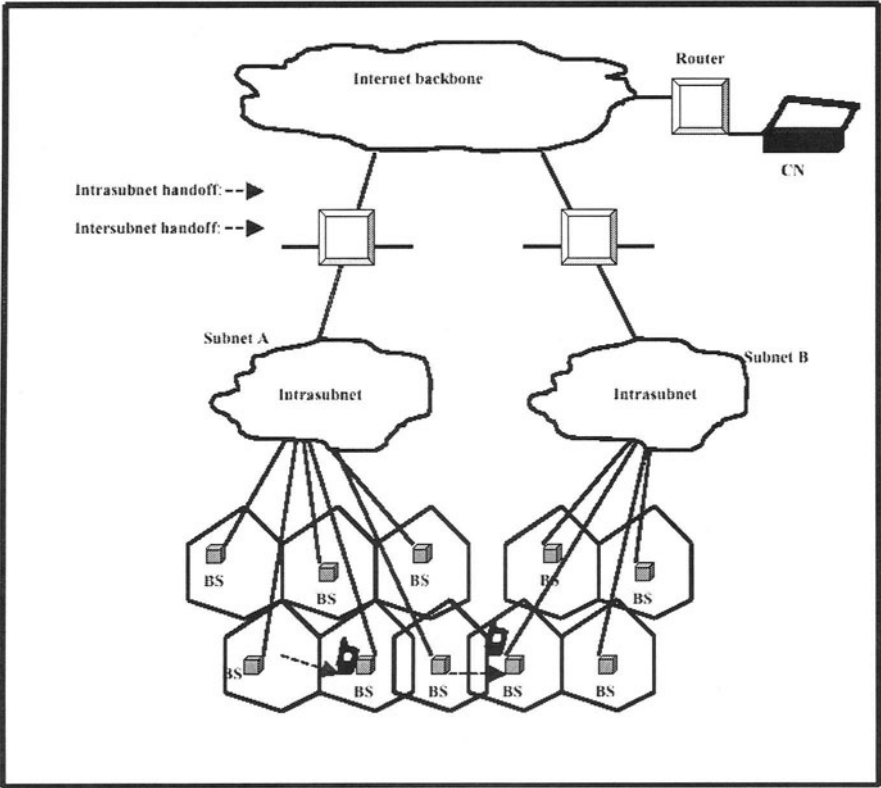 Internet backbone
Router
CN
Intrasubnet handoff:
Intersubnet handoff:
Subnet A
Subnet B
Intrasubnet
Intrasubnet
BS
BS
BS
BS
BS
BS
BS
BS
BS
BS